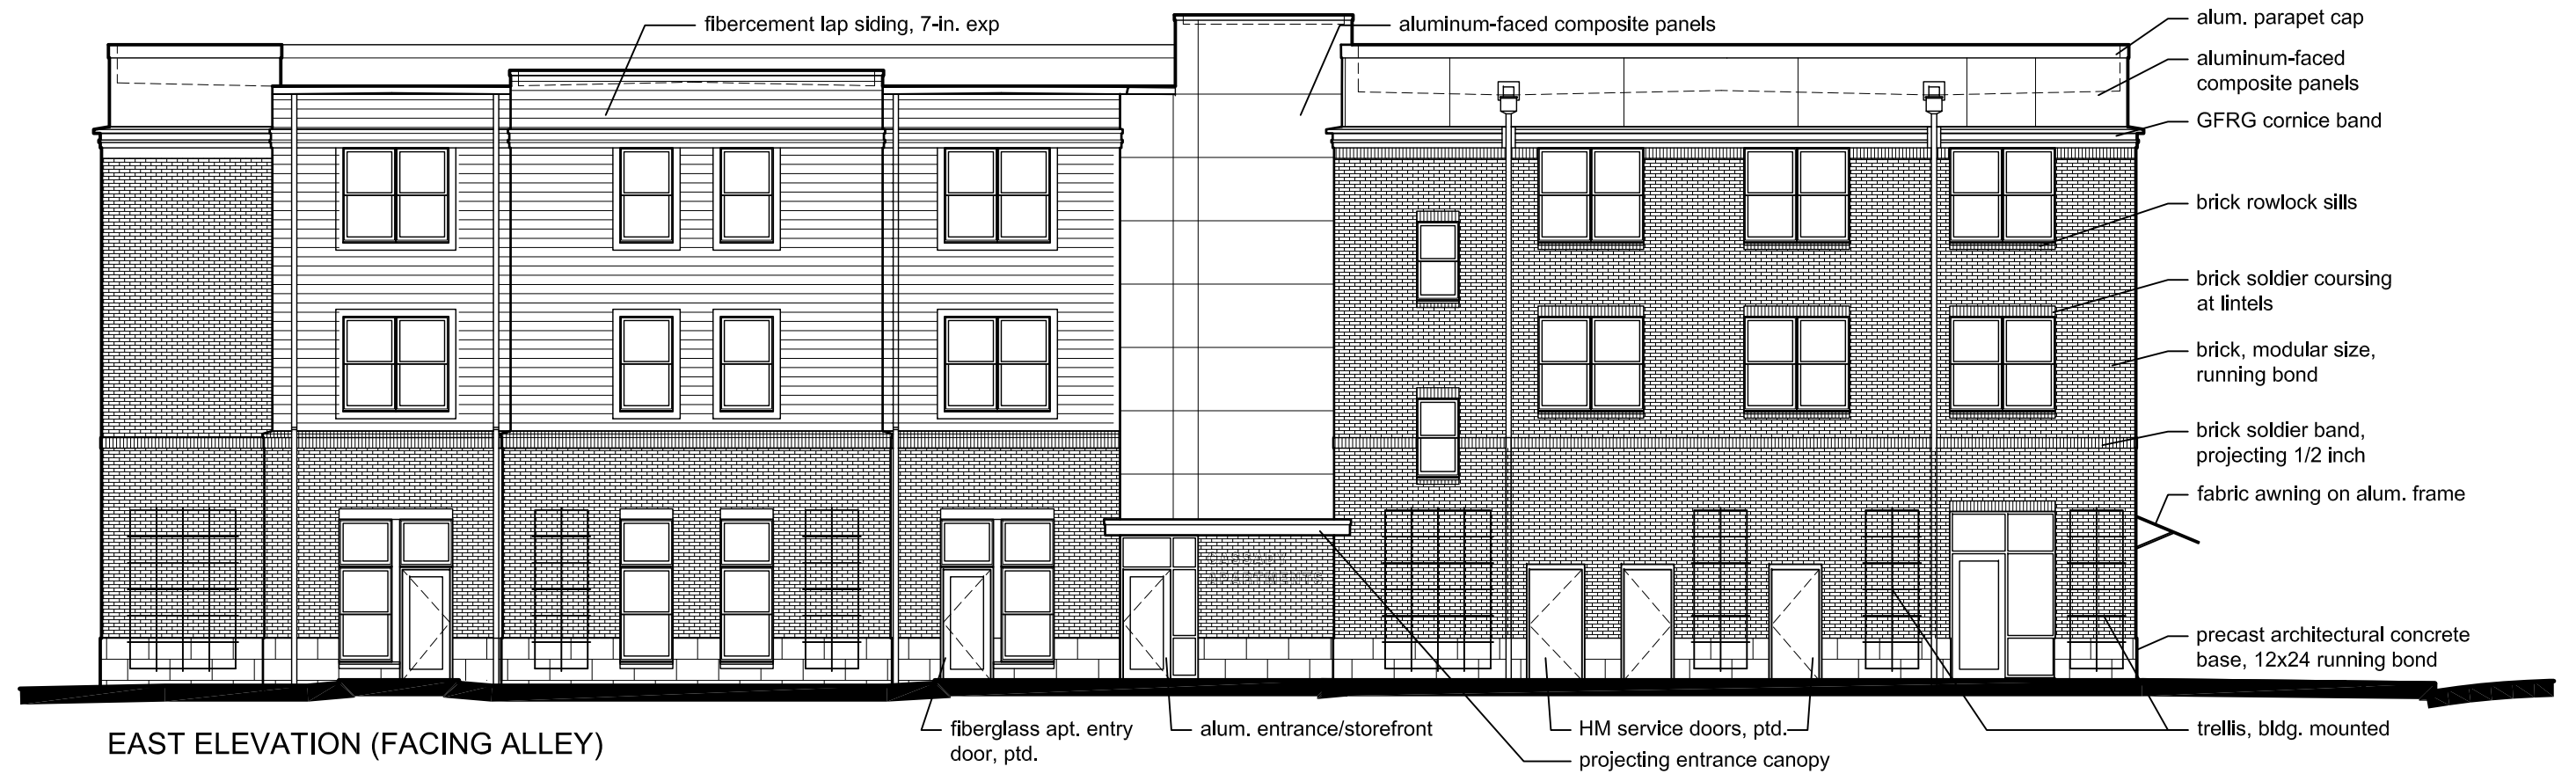 fibercement lap siding, 7-in. exp
aluminum-faced composite panels
alum. parapet cap
aluminum-faced
composite panels
GFRG cornice band
brick rowlock sills
brick soldier coursing
at lintels
brick, modular size,
running bond
brick soldier band,
projecting 1/2 inch
fabric awning on alum. frame
APARTMENTS
precast architectural concrete
base, 12x24 running bond
fiberglass apt. entry
door, ptd.
alum. entrance/storefront
HM service doors, ptd.
projecting entrance canopy
trellis, bldg. mounted
EAST ELEVATION (FACING ALLEY)